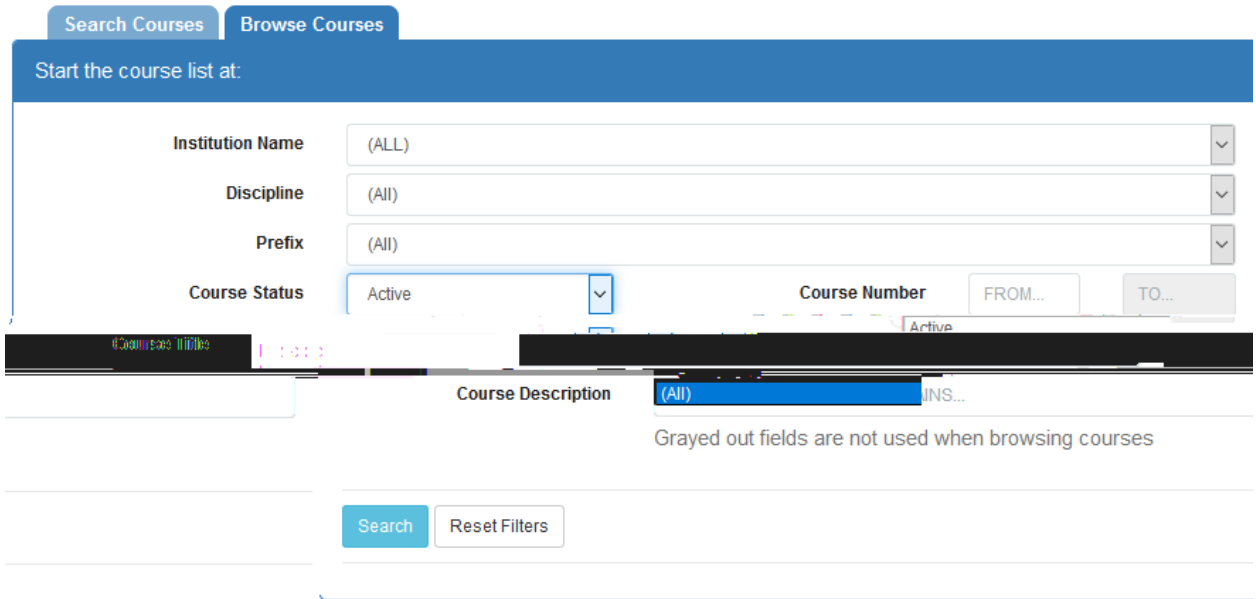 Search Courses Browse Courses
Start the course list at:
Institution Name (ALL)
Discipline (All)
Prefix (All)
Course Status Active Course Number FROM... TO...
Active
Course Description (All) AINS...
Grayed out fields are not used when browsing courses
Search Reset Filters